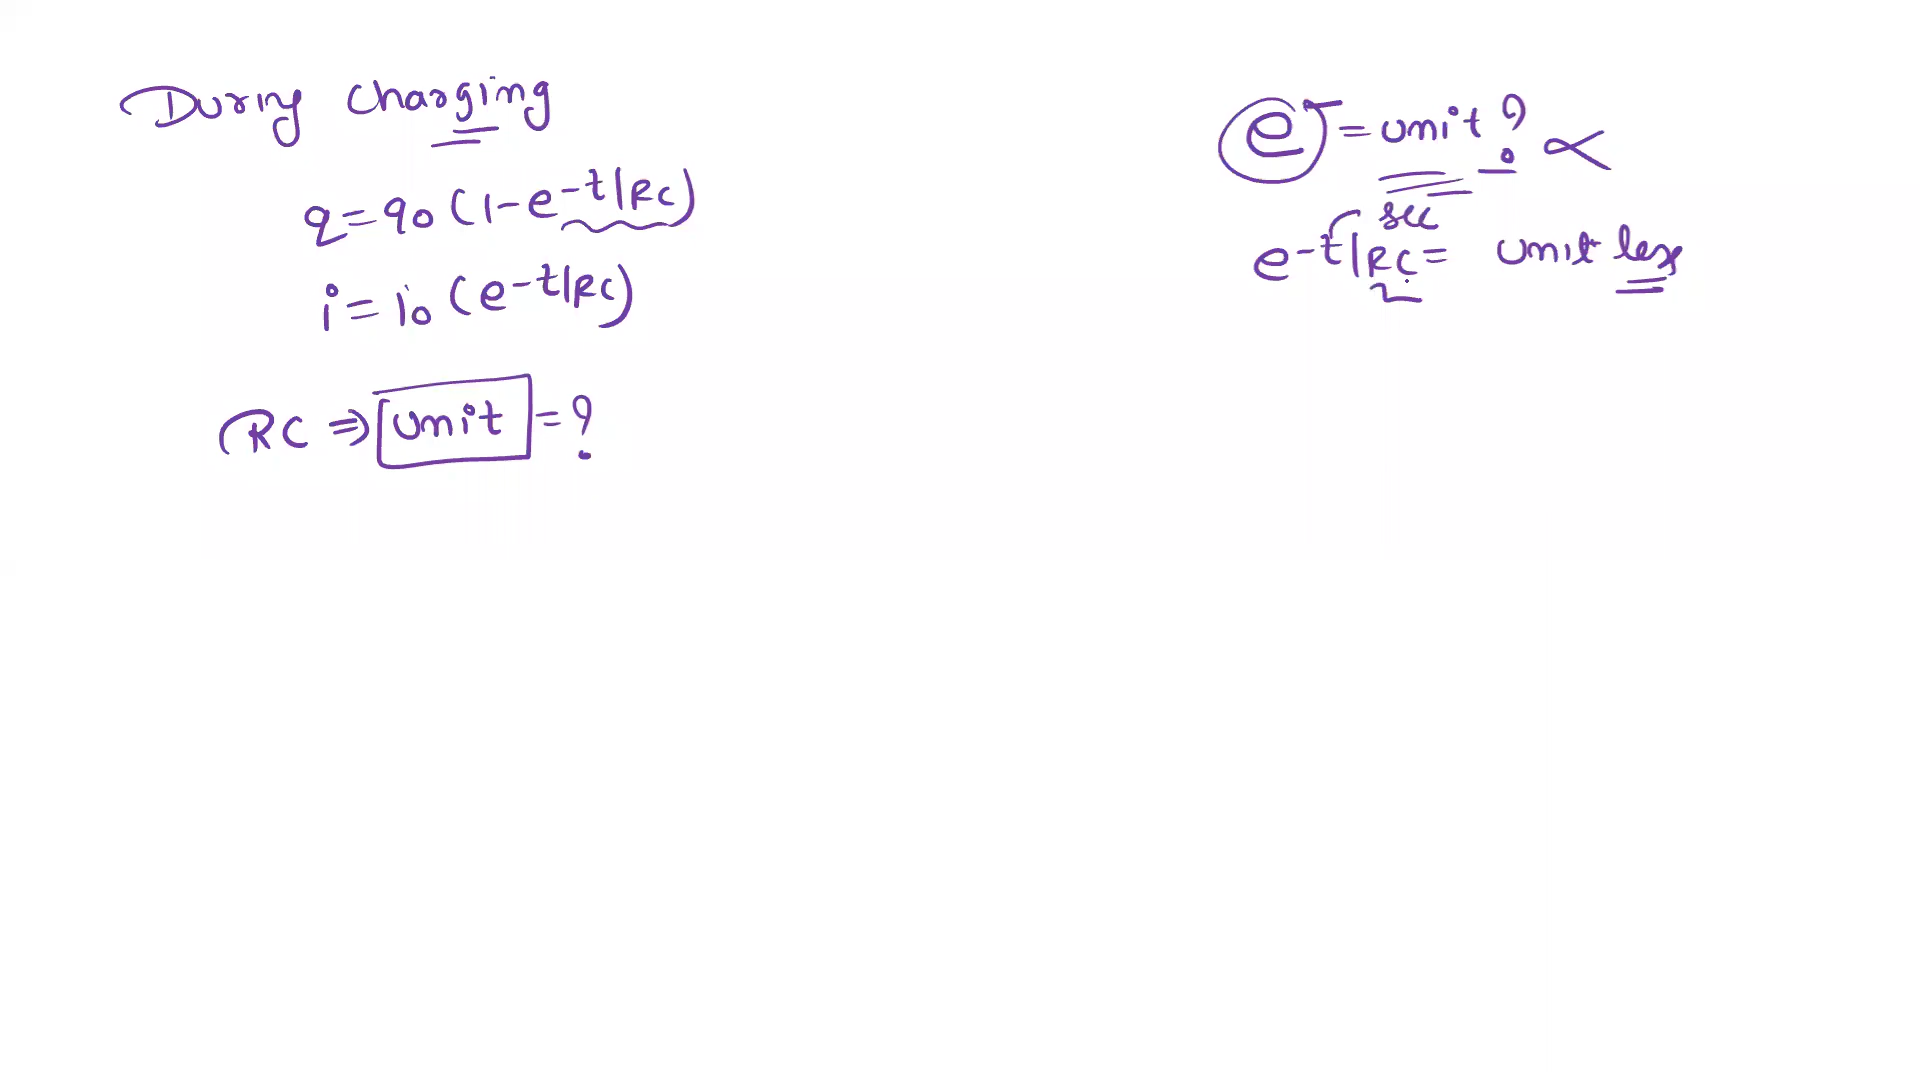 During charging
q = q0 (1 - e-t/RC)
i = i0 (e-t/RC)
RC ⇒ unit = ?
e = unit ?
sec
e-t/RC = unit less